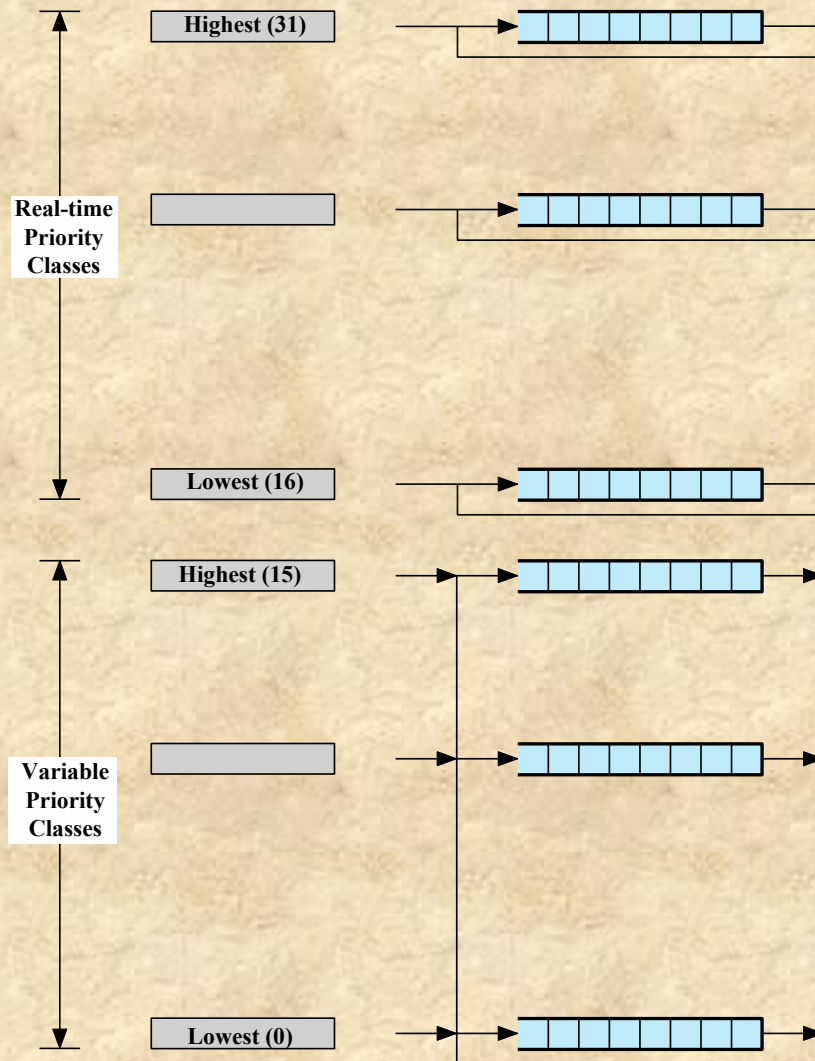 Highest (31)
Real-time
Priority
Classes
Lowest (16)
Highest (15)
Variable
Priority
Classes
Lowest (0)